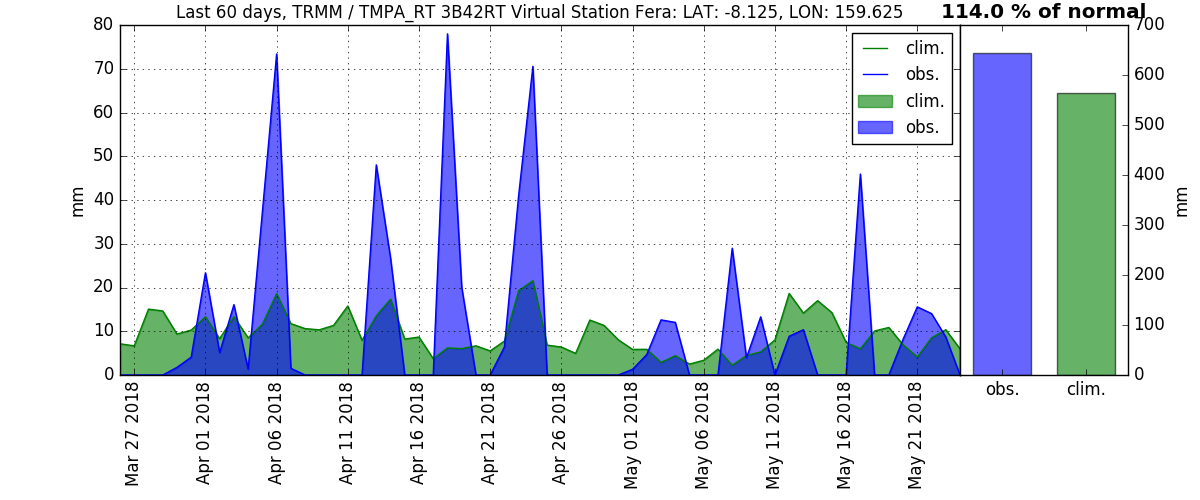 Last 60 days, TRMM / TMPA_RT 3B42RT Virtual Station Fera: LAT: -8.125, LON: 159.625
114.0 % of normal
80
70
60
50
40
30
20
10
0
mm
clim.
obs.
clim.
obs.
700
600
500
400
300
200
100
0
mm
Mar 27 2018
Apr 01 2018
Apr 06 2018
Apr 11 2018
Apr 16 2018
Apr 21 2018
Apr 26 2018
May 01 2018
May 06 2018
May 11 2018
May 16 2018
May 21 2018
obs.
clim.